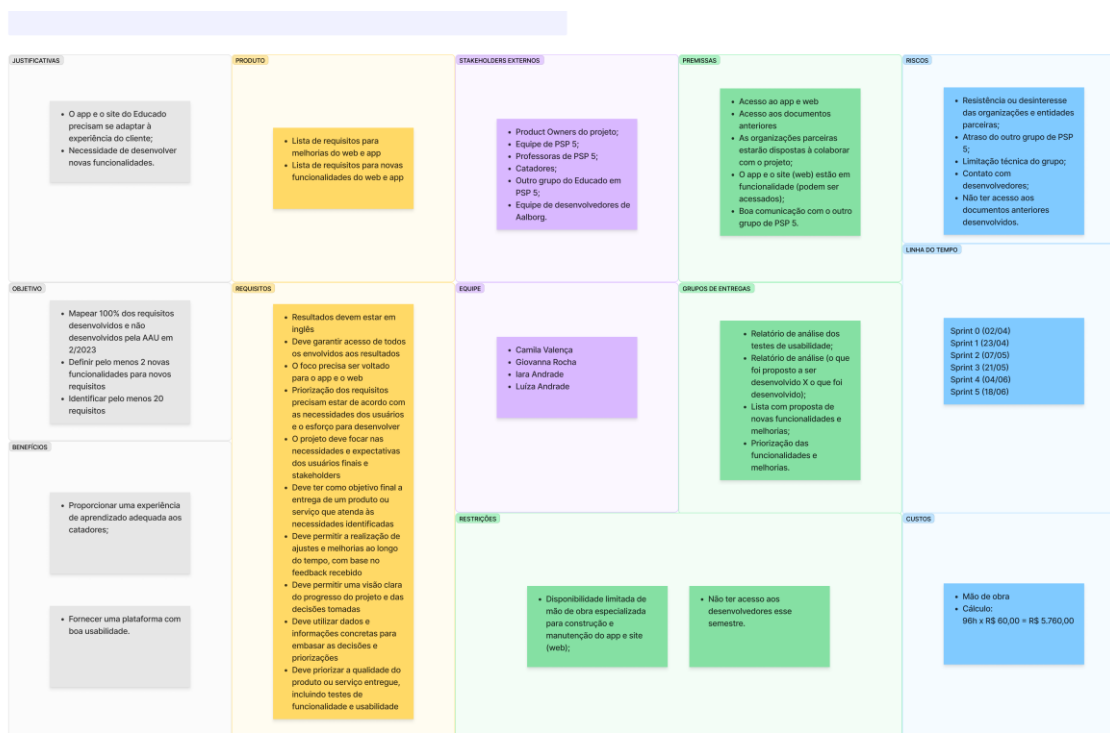 JUSTIFICATIVAS
• O app e o site do Educado
precisam se adaptar à
experiência do cliente;
• Necessidade de desenvolver
novas funcionalidades.
PRODUTO
• Lista de requisitos para
melhorias do web e app
• Lista de requisitos para novas
funcionalidades do web e app
STAKEHOLDERS EXTERNOS
• Product Owners do projeto;
• Equipe de PSP 5;
• Professoras de PSP 5;
• Catadores;
• Outro grupo do Educado em
PSP 5;
• Equipe de desenvolvedores de
Aalborg.
PREMISSAS
• Acesso ao app e web
• Acesso aos documentos
anteriores
• As organizações parceiras
estarão dispostas à colaborar
com o projeto;
• O app e o site (web) estão em
funcionalidade (podem ser
acessados);
• Boa comunicação com o outro
grupo de PSP 5.
RISCOS
• Resistência ou desinteresse
das organizações e entidades
parceiras;
• Atraso do outro grupo de PSP
5;
• Limitação técnica do grupo;
• Contato com
desenvolvedores;
• Não ter acesso aos
documentos anteriores
desenvolvidos.
LINHA DO TEMPO
Sprint 0 (02/04)
Sprint 1 (23/04)
Sprint 2 (07/05)
Sprint 3 (21/05)
Sprint 4 (04/06)
Sprint 5 (18/06)
OBJETIVO
• Mapear 100% dos requisitos
desenvolvidos e não
desenvolvidos pela AAU em
2/2023
• Definir pelo menos 2 novas
funcionalidades para novos
requisitos
• Identificar pelo menos 20
requisitos
REQUISITOS
• Resultados devem estar em
inglês
• Deve garantir acesso de todos
os envolvidos aos resultados
• O foco precisa ser voltado
para o app e o web
• Priorização dos requisitos
precisam estar de acordo com
as necessidades dos usuários
e o esforço para desenvolver
• O projeto deve focar nas
necessidades e expectativas
dos usuários finais e
stakeholders
• Deve ter como objetivo final a
entrega de um produto ou
serviço que atenda às
necessidades identificadas
• Deve permitir a realização de
ajustes e melhorias ao longo
do tempo, com base no
feedback recebido
• Deve permitir uma visão clara
do progresso do projeto e das
decisões tomadas
• Deve utilizar dados e
informações concretas para
embasar as decisões e
priorizações
• Deve priorizar a qualidade do
produto ou serviço entregue,
incluindo testes de
funcionalidade e usabilidade
EQUIPE
• Camila Valença
• Giovanna Rocha
• Iara Andrade
• Luíza Andrade
GRUPOS DE ENTREGAS
• Relatório de análise dos
testes de usabilidade;
• Relatório de análise (o que
foi proposto a ser
desenvolvido X o que foi
desenvolvido);
• Lista com proposta de
novas funcionalidades e
melhorias;
• Priorização das
funcionalidades e
melhorias.
BENEFÍCIOS
• Proporcionar uma experiência
de aprendizado adequada aos
catadores;
• Fornecer uma plataforma com
boa usabilidade.
RESTRIÇÕES
• Disponibilidade limitada de
mão de obra especializada
para construção e
manutenção do app e site
(web);
• Não ter acesso aos
desenvolvedores esse
semestre.
CUSTOS
• Mão de obra
• Cálculo:
96h x R$ 60,00 = R$ 5.760,00